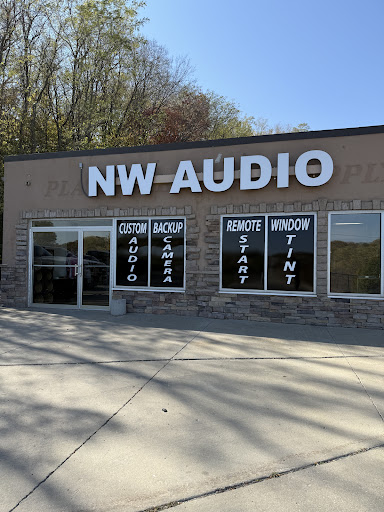 NW AUDIO
CUSTOM
AUDIO
BACKUP
CAMERA
REMOTE
START
WINDOW
TINT